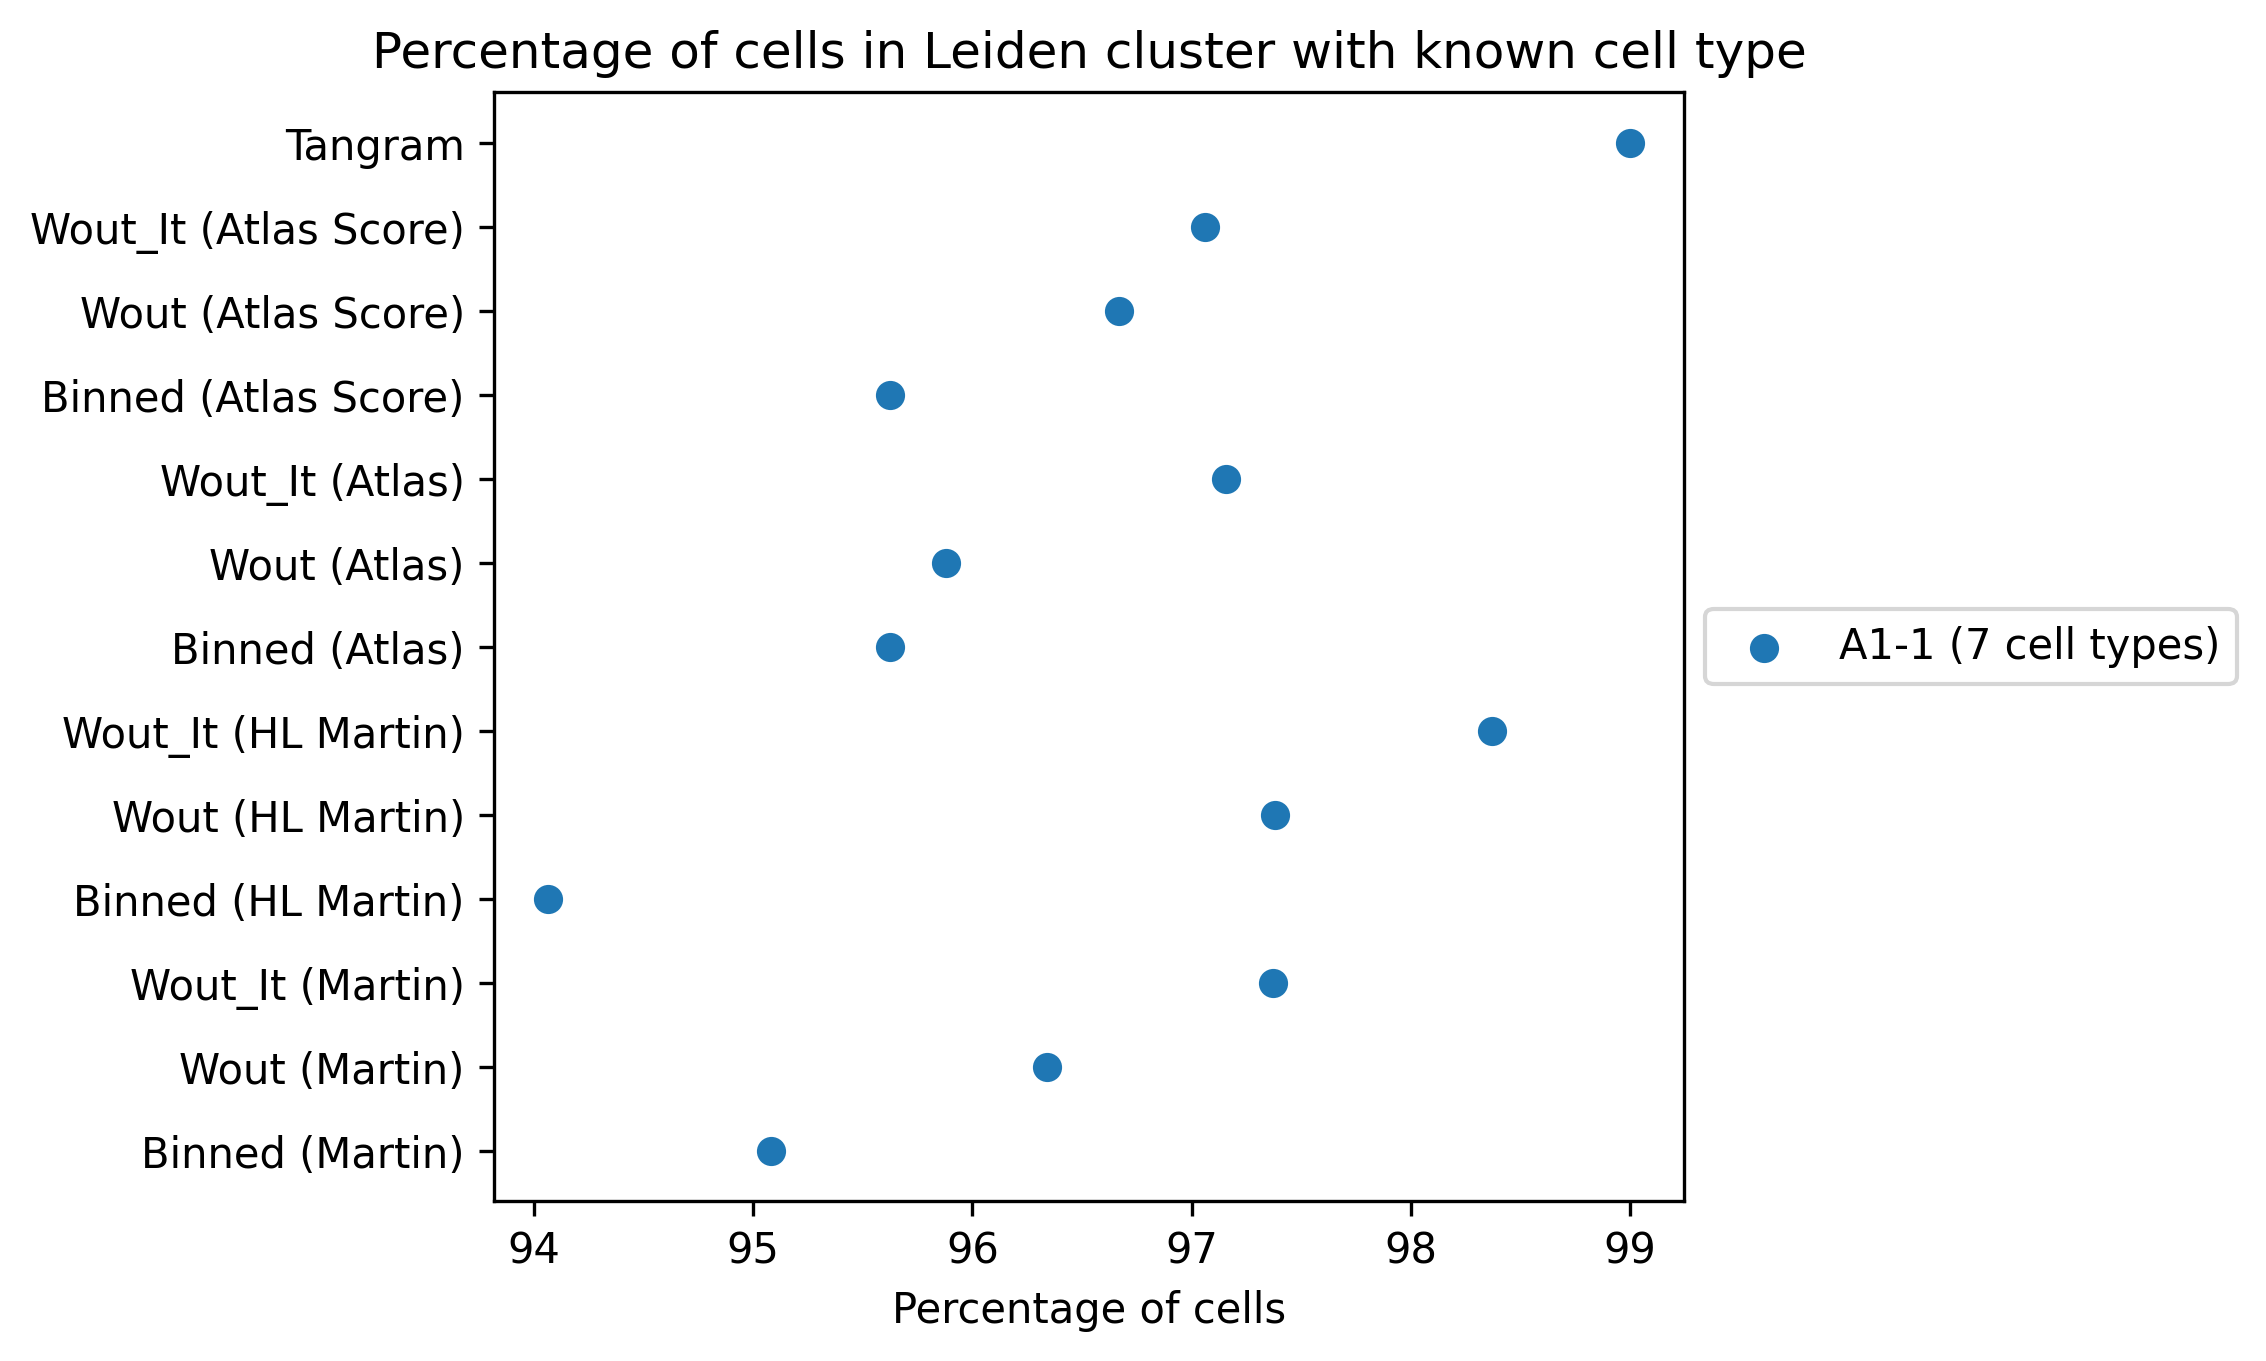 Percentage of cells in Leiden cluster with known cell type
Tangram
Wout_It (Atlas Score)
Wout (Atlas Score)
Binned (Atlas Score)
Wout_It (Atlas)
Wout (Atlas)
Binned (Atlas)
Wout_It (HL Martin)
Wout (HL Martin)
Binned (HL Martin)
Wout_It (Martin)
Wout (Martin)
Binned (Martin)
94 95 96 97 98 99
Percentage of cells
A1-1 (7 cell types)